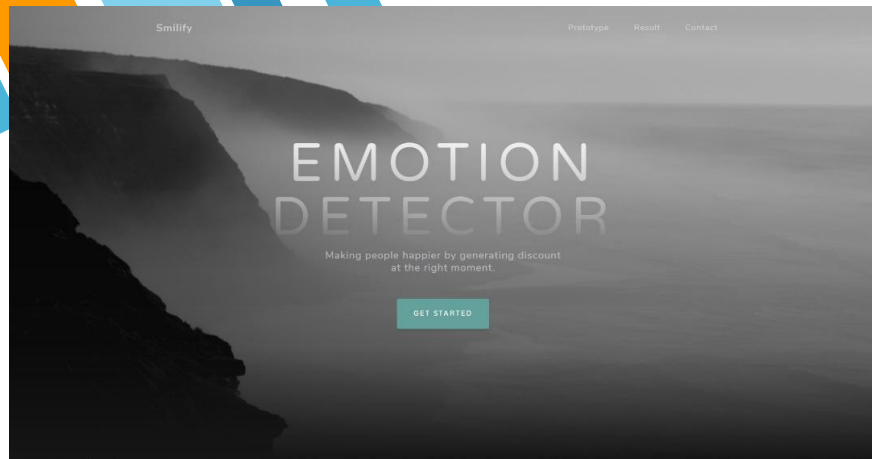 Smilify
Prototype Result Contact
EMOTION
DETECTOR
Making people happier by generating discount
at the right moment.
GET STARTED